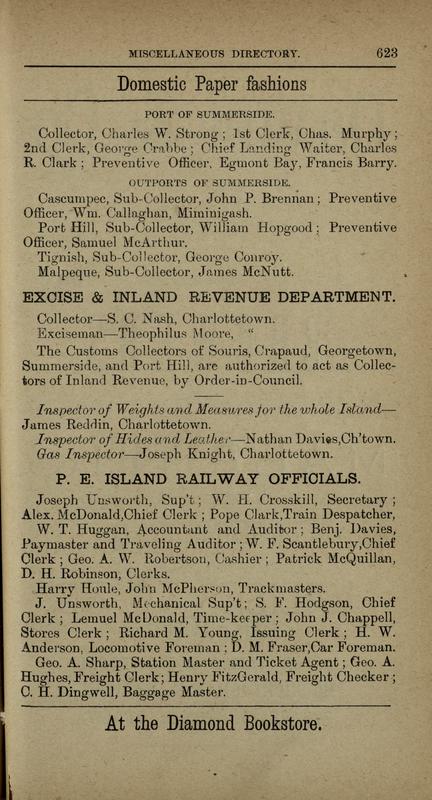 MISCELLANEOUS DIRECTORY. 623
Domestic Paper fashions
PORT OF SUMMERSIDE.
Collector, Charles W. Strong ; 1st Clerk, Chas. Murphy ;
2nd Clerk, George Crabbe ; Chief Landing Waiter, Charles
R. Clark ; Preventive Officer, Egmont Bay, Francis Barry.
OUTPORTS OF SUMMERSIDE.
Cascumpec, Sub-Collector, John P. Brennan ; Preventive
Officer, Wm. Callaghan, Miminigash.
Port Hill, Sub-Collector, William Hopgood ; Preventive
Officer, Samuel McArthur.
Tignish, Sub-Collector, George Conroy.
Malpeque, Sub-Collector, James McNutt.
EXCISE & INLAND REVENUE DEPARTMENT.
Collector—S. C. Nash, Charlottetown.
Exciseman—Theophilus Moore, “
The Customs Collectors of Souris, Crapaud, Georgetown,
Summerside, and Port Hill, are authorized to act as Collec-
tors of Inland Revenue, by Order-in-Council.
Inspector of Weights and Measures for the whole Island—
James Reddin, Charlottetown.
Inspector of Hides and Leather—Nathan Davies,Ch'town.
Gas Inspector—Joseph Knight, Charlottetown.
P. E. ISLAND RAILWAY OFFICIALS.
Joseph Unsworth, Sup't ; W. H. Crosskill, Secretary ;
Alex. McDonald,Chief Clerk ; Pope Clark,Train Despatcher,
W. T. Huggan, Accountant and Auditor ; Benj. Davies,
Paymaster and Traveling Auditor ; W. F. Scantlebury,Chief
Clerk ; Geo. A. W. Robertson, Cashier ; Patrick McQuillan,
D. H. Robinson, Clerks.
Harry Houle, John McPherson, Trackmasters.
J. Unsworth, Mechanical Sup't ; S. F. Hodgson, Chief
Clerk ; Lemuel McDonald, Time-keeper ; John J. Chappell,
Stores Clerk ; Richard M. Young, Issuing Clerk ; H. W.
Anderson, Locomotive Foreman ; D. M. Fraser,Car Foreman.
Geo. A. Sharp, Station Master and Ticket Agent ; Geo. A.
Hughes, Freight Clerk ; Henry FitzGerald, Freight Checker ;
C. H. Dingwell, Baggage Master.
At the Diamond Bookstore.